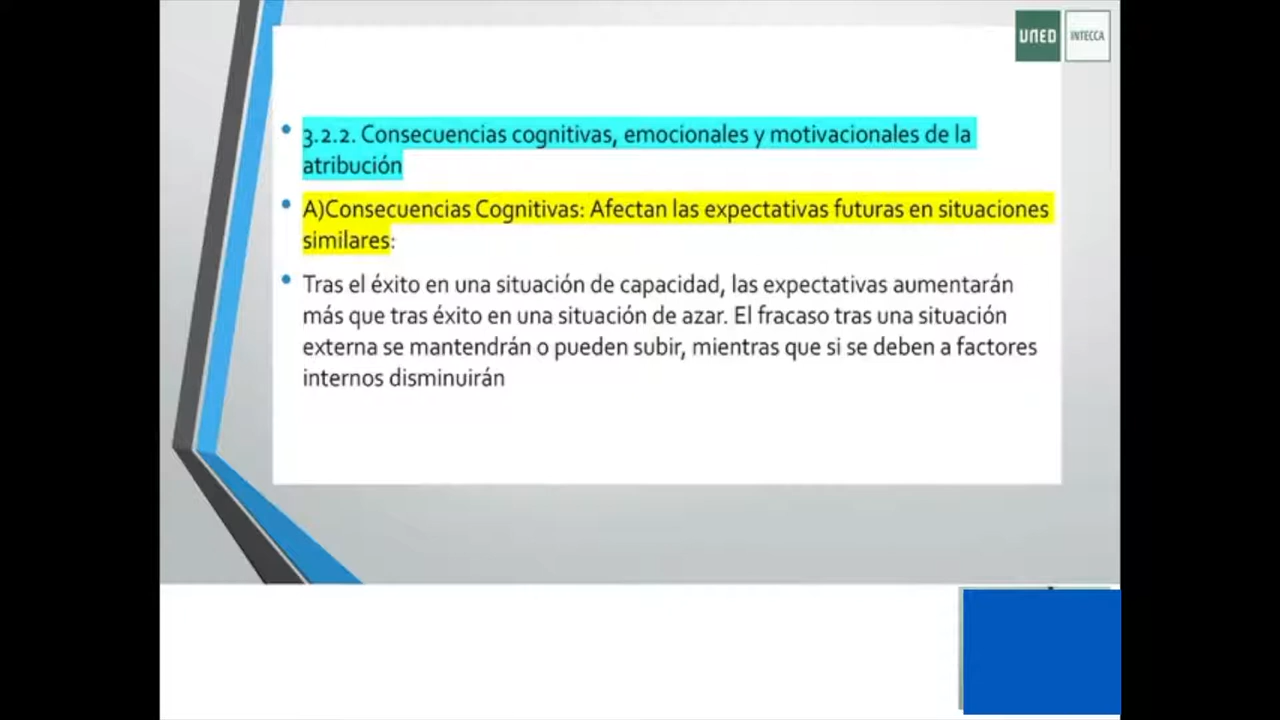 UNED INTECCA
• 3.2.2. Consecuencias cognitivas, emocionales y motivacionales de la
atribución
• A)Consecuencias Cognitivas: Afectan las expectativas futuras en situaciones
similares:
• Tras el éxito en una situación de capacidad, las expectativas aumentarán
más que tras éxito en una situación de azar. El fracaso tras una situación
externa se mantendrán o pueden subir, mientras que si se deben a factores
internos disminuirán